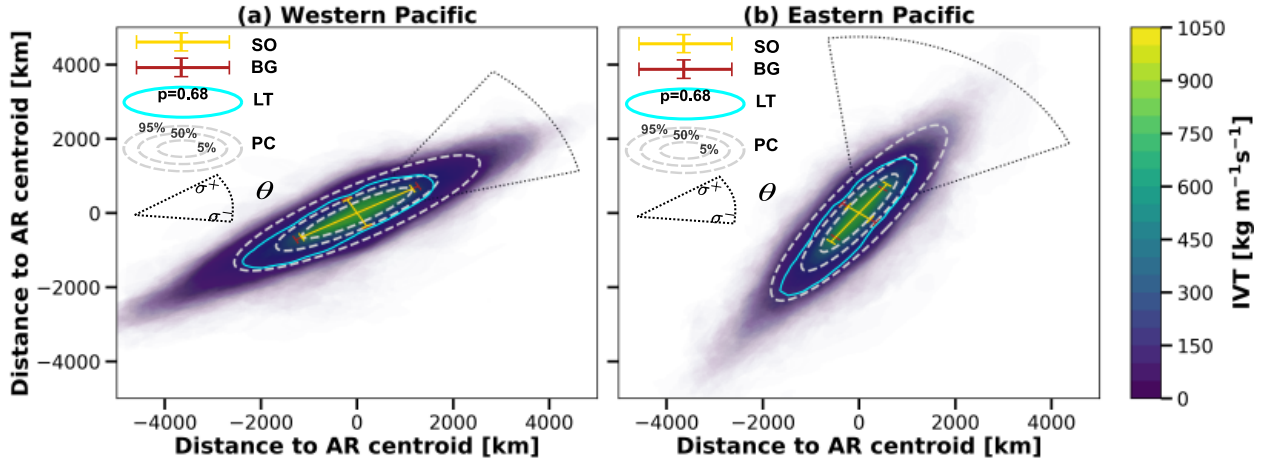 (a) Western Pacific
(b) Eastern Pacific
SO
BG
p=0.68
LT
95%
50%
5%
PC
σ+
σ−
θ
4000
2000
0
−2000
−4000
Distance to AR centroid [km]
−4000 −2000 0 2000 4000
Distance to AR centroid [km]
SO
BG
p=0.68
LT
95%
50%
5%
PC
σ+
σ−
θ
−4000 −2000 0 2000 4000
Distance to AR centroid [km]
1050
900
750
600
450
300
150
0
IVT [kg m⁻¹s⁻¹]